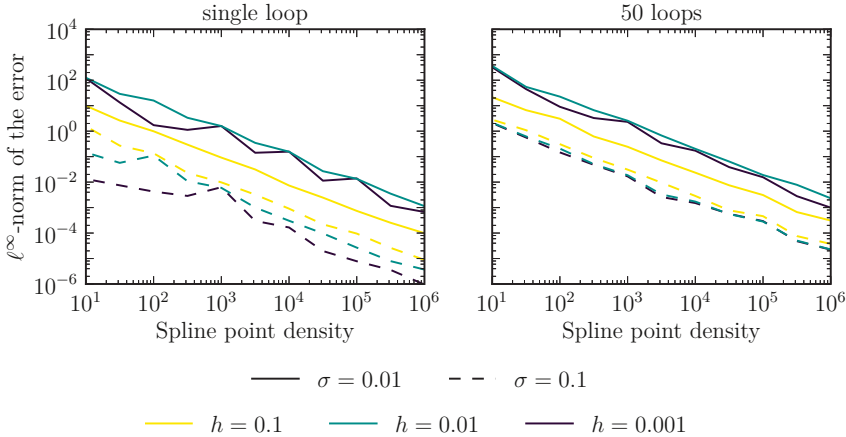 single loop
50 loops
10^4
10^2
10^0
10^−2
10^−4
10^−6
ℓ^∞-norm of the error
10^1 10^2 10^3 10^4 10^5 10^6
10^1 10^2 10^3 10^4 10^5 10^6
Spline point density
Spline point density
σ = 0.01
σ = 0.1
h = 0.1
h = 0.01
h = 0.001